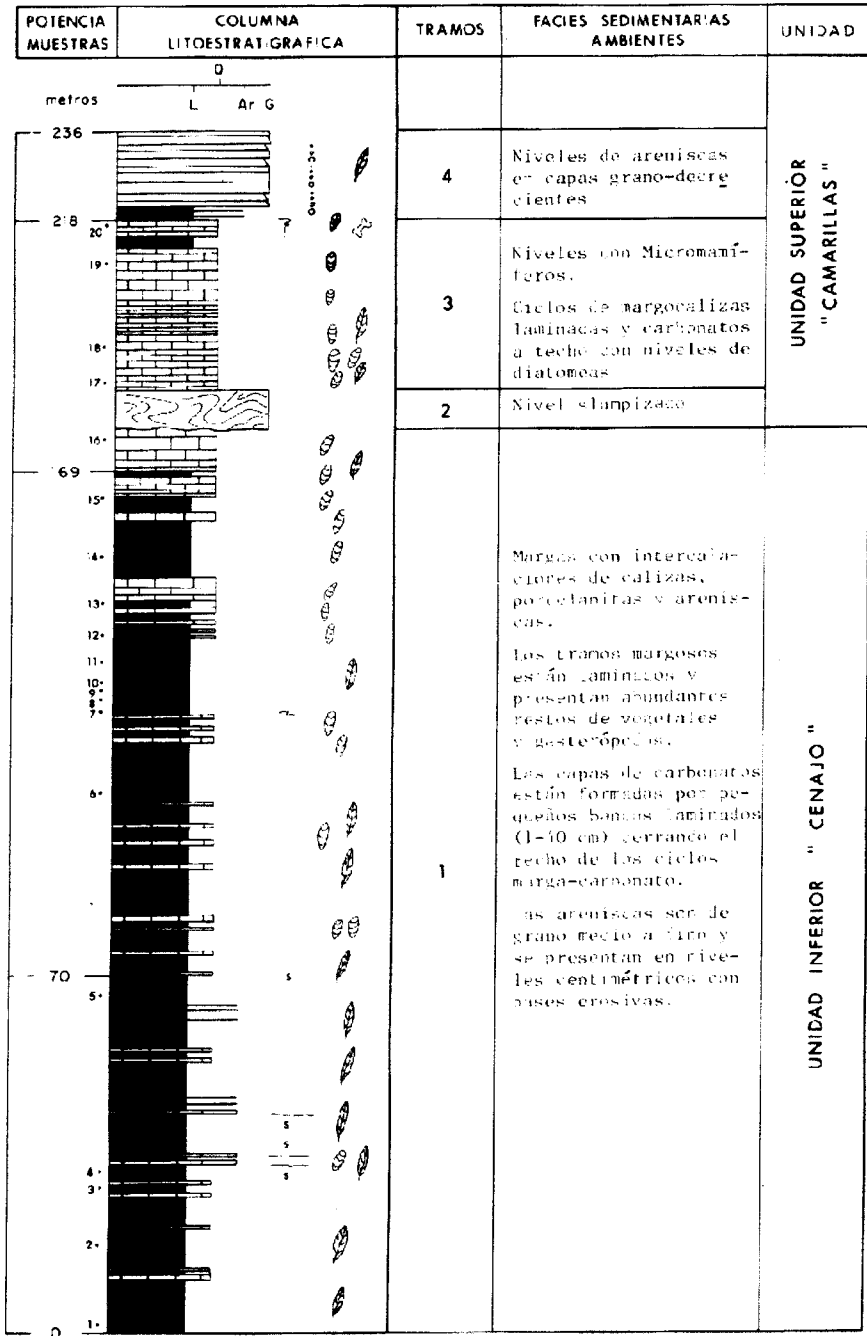 POTENCIA
MUESTRAS
COLUMNA
LITOESTRATIGRAFICA
TRAMOS
FACIES SEDIMENTARIAS
AMBIENTES
UNIDAD
metros
L Ar G
236
4
Niveles de areniscas
en capas grano-decre
cientes
UNIDAD SUPERIOR
"CAMARILLAS"
20
19
18
17
3
Niveles con Micromamí-
feros.
Ciclos de margocalizas
laminadas y carbonatos
a techo con niveles de
diatomeas
2
Nivel slampizado
16
169
15
14
13
12
11
10
9
8
7
6
70
5
4
3
2
1
0
1
Margas con intercala-
ciones de calizas,
porcelanitas y arenis-
cas.
Los tramos margosos
están laminados y
presentan abundantes
restos de vegetales
y gasterópodos.
Las capas de carbonatos
están formadas por pe-
queños bancos laminados
cerrando el
techo de los ciclos
marga-carbonato.
Las areniscas son de
grano medio a fino y
se presentan en nive-
les centimétricos con
bases erosivas.
UNIDAD INFERIOR " CENAJO "
s
s
s
s